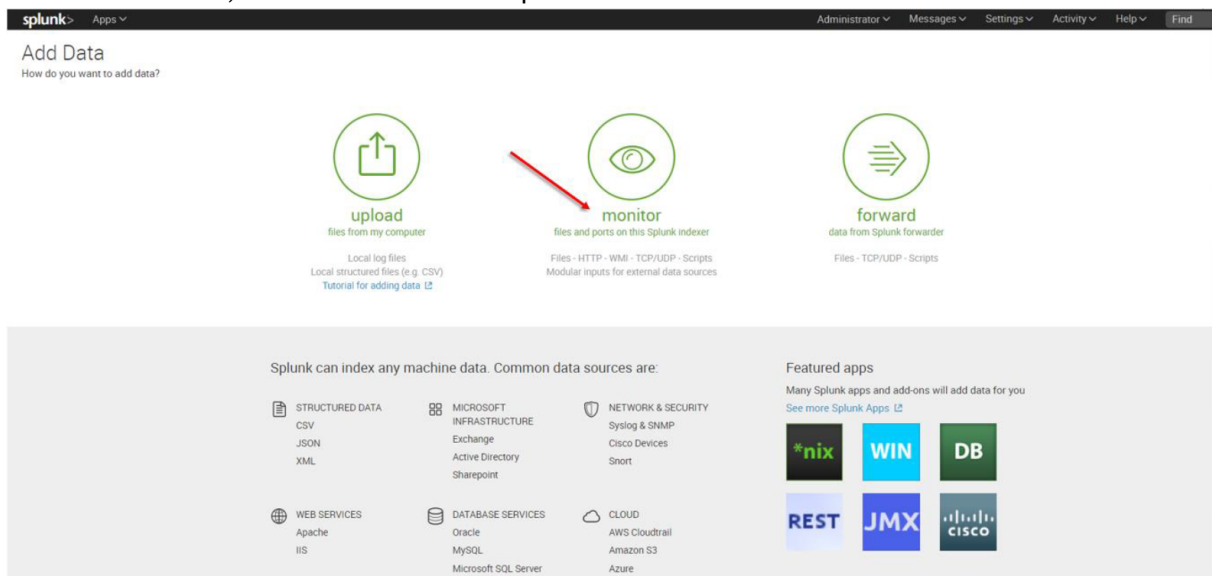 splunk> Apps Administrator Messages Settings Activity Help Find
Add Data
How do you want to add data?
upload
files from my computer
Local log files
Local structured files (e.g. CSV)
Tutorial for adding data
monitor
files and ports on this Splunk indexer
Files - HTTP - WMI - TCP/UDP - Scripts
Modular inputs for external data sources
forward
data from Splunk forwarder
Files - TCP/UDP - Scripts
Splunk can index any machine data. Common data sources are:
STRUCTURED DATA
CSV
JSON
XML
MICROSOFT
INFRASTRUCTURE
Exchange
Active Directory
Sharepoint
NETWORK & SECURITY
Syslog & SNMP
Cisco Devices
Snort
WEB SERVICES
Apache
IIS
DATABASE SERVICES
Oracle
MySQL
Microsoft SQL Server
CLOUD
AWS Cloudtrail
Amazon S3
Azure
Featured apps
Many Splunk apps and add-ons will add data for you
See more Splunk Apps
*nix WIN DB
REST JMX CISCO